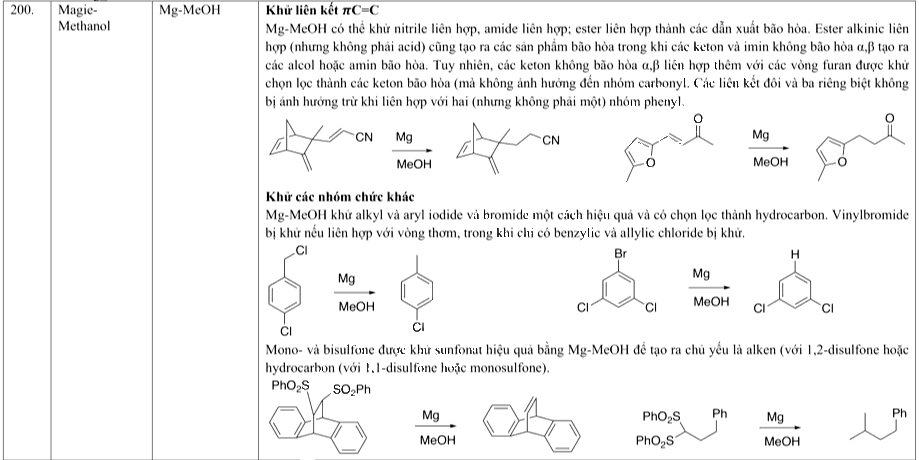 200. Magic-Methanol Mg-MeOH Khử liên kết πC=C
Mg-MeOH có thể khử nitrile liên hợp, amide liên hợp; ester liên hợp thành các dẫn xuất bão hòa. Ester alkinic liên
hợp (nhưng không phải acid) cũng tạo ra các sản phẩm bão hòa trong khi các keton và imin không bão hòa α,β tạo ra
các alcol hoặc amin bão hòa. Tuy nhiên, các keton không bão hòa α,β liên hợp thêm với các vòng furan được khử
chọn lọc thành các keton bão hòa (mà không ảnh hưởng đến nhóm carbonyl. Các liên kết đôi và ba riêng biệt không
bị ảnh hưởng trừ khi liên hợp với hai (nhưng không phải một) nhóm phenyl.
CN Mg MeOH CN O O Mg MeOH O O
Khử các nhóm chức khác
Mg-MeOH khử alkyl và aryl iodide và bromide một cách hiệu quả và có chọn lọc thành hydrocarbon. Vinylbromide
bị khử nếu liên hợp với vòng thơm, trong khi chỉ có benzylic và allylic chloride bị khử.
Cl Cl Mg MeOH Cl Br Cl Cl Mg MeOH H Cl Cl
Mono- và bisulfone được khử sunfonat hiệu quả bằng Mg-MeOH để tạo ra chủ yếu là alken (với 1,2-disulfone hoặc
hydrocarbon (với 1,1-disulfone hoặc monosulfone).
PhO2S SO2Ph Mg MeOH PhO2S PhO2S Ph Mg MeOH Ph